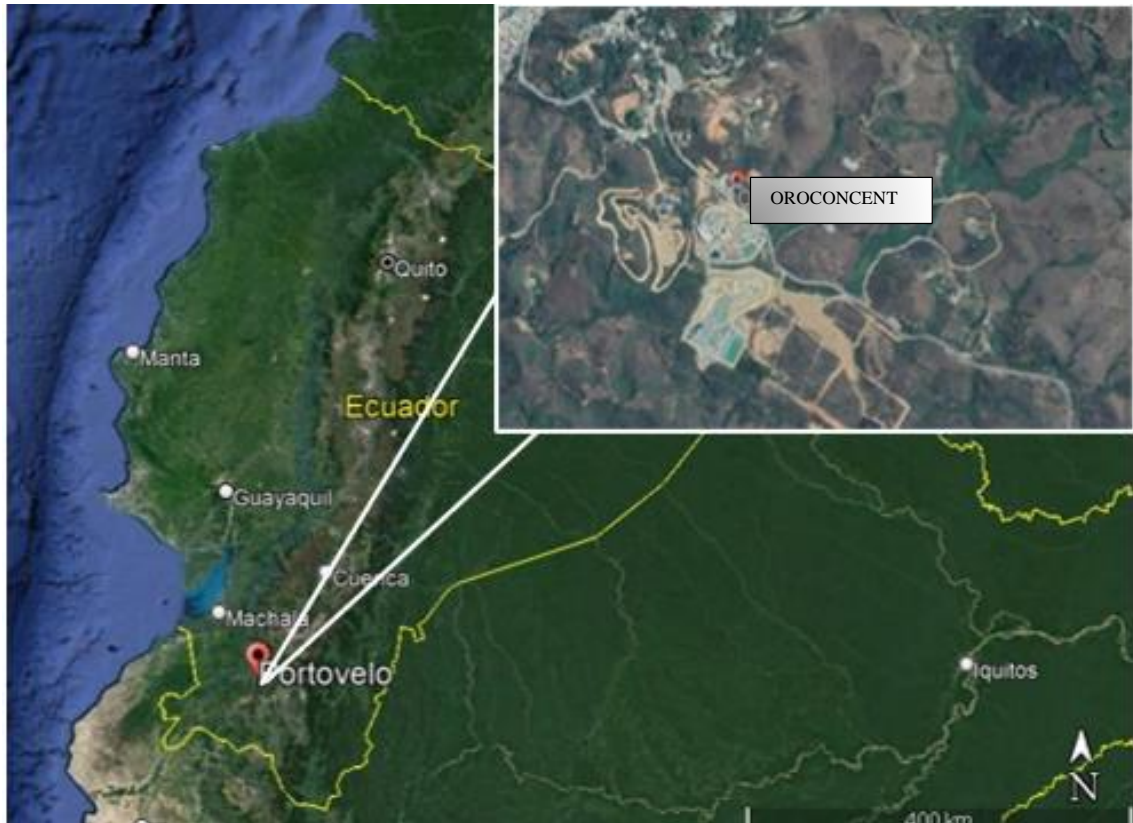 OROCONCENT
Quito
Manta
Ecuador
Guayaquil
Cuenca
Machala
Portovelo
Iquitos
N
400 km